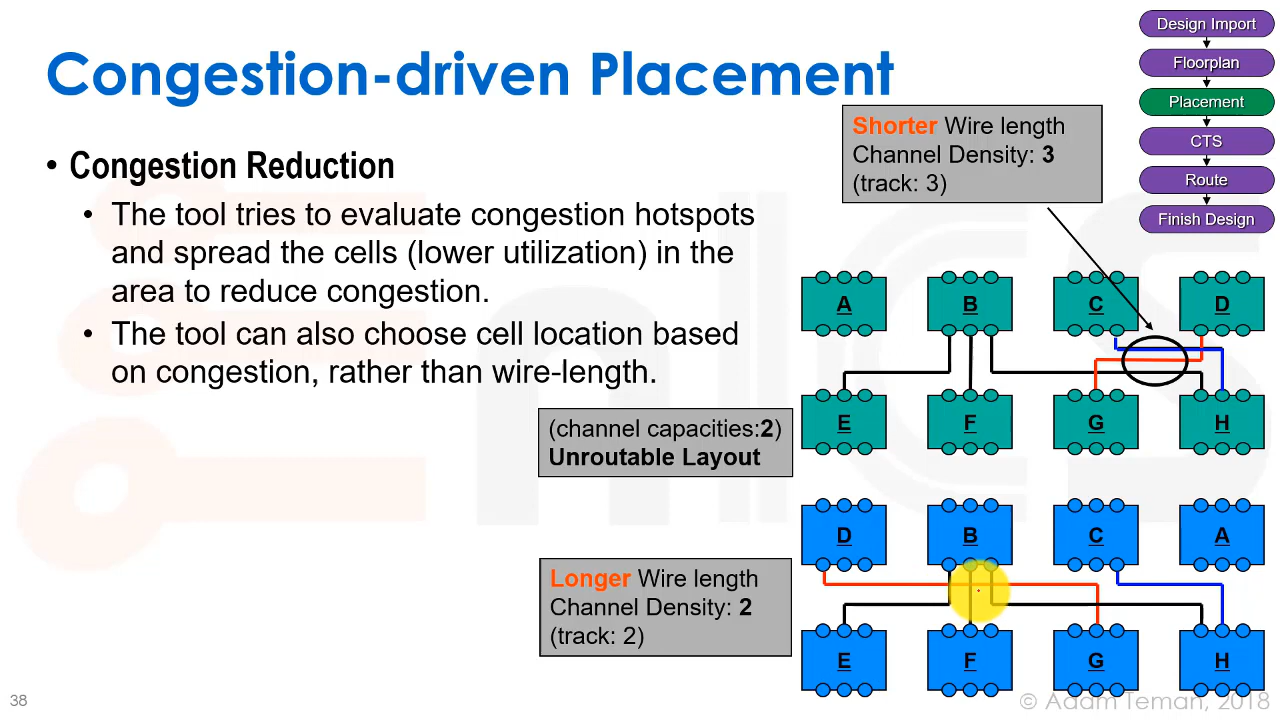 Congestion-driven Placement
• Congestion Reduction
• The tool tries to evaluate congestion hotspots
and spread the cells (lower utilization) in the
area to reduce congestion.
• The tool can also choose cell location based
on congestion, rather than wire-length.
Design Import
Floorplan
Placement
CTS
Route
Finish Design
Shorter Wire length
Channel Density: 3
(track: 3)
A B C D
E F G H
(channel capacities:2)
Unroutable Layout
D B C A
Longer Wire length
Channel Density: 2
(track: 2)
E F G H
38
© Adam Teman, 2018
nICS